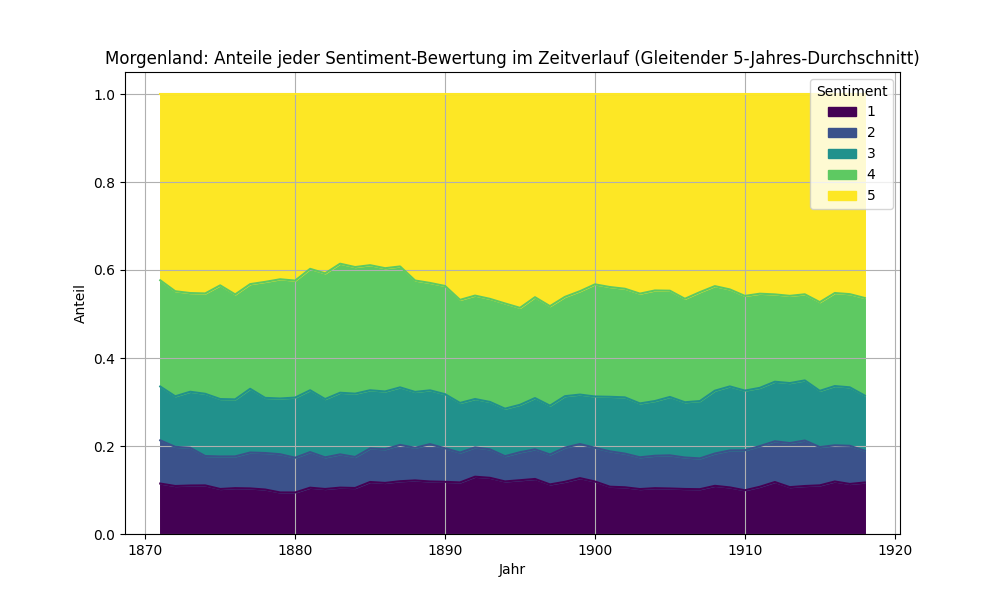 Morgenland: Anteile jeder Sentiment-Bewertung im Zeitverlauf (Gleitender 5-Jahres-Durchschnitt)
Sentiment
1
2
3
4
5
Anteil
1.0
0.8
0.6
0.4
0.2
0.0
1870 1880 1890 1900 1910 1920
Jahr